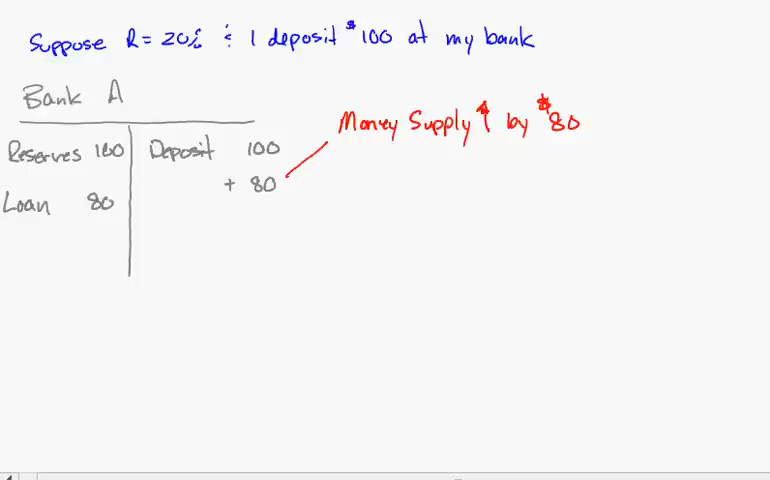 Suppose R = 20% & I deposit $100 at my bank
Bank A
Money Supply ↑ by $80
Reserves 100 Deposit 100
+ 80
Loan 80